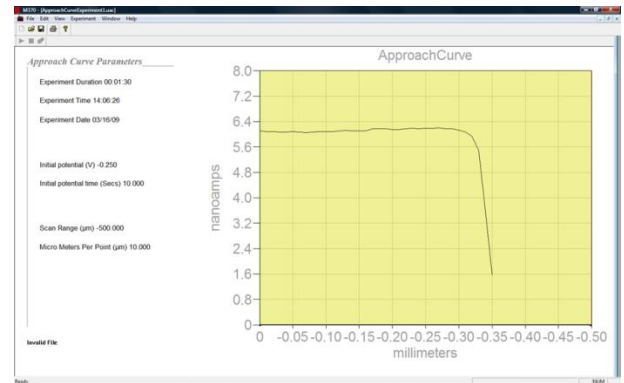 M370 - [ApproachCurveExperiment1.uac]
File Edit View Experiment Window Help
Approach Curve Parameters
ApproachCurve
Experiment Duration 00:01:30
Experiment Time 14:06:26
Experiment Date 03/16/09
Initial potential (V) -0.250
Initial potential time (Secs) 10.000
Scan Range (µm) -500.000
Micro Meters Per Point (µm) 10.000
Invalid File
nanoamps
8.0
7.2
6.4
5.6
4.8
4.0
3.2
2.4
1.6
0.8
0
0 -0.05 -0.10 -0.15 -0.20 -0.25 -0.30 -0.35 -0.40 -0.45 -0.50
millimeters
Ready
NUM